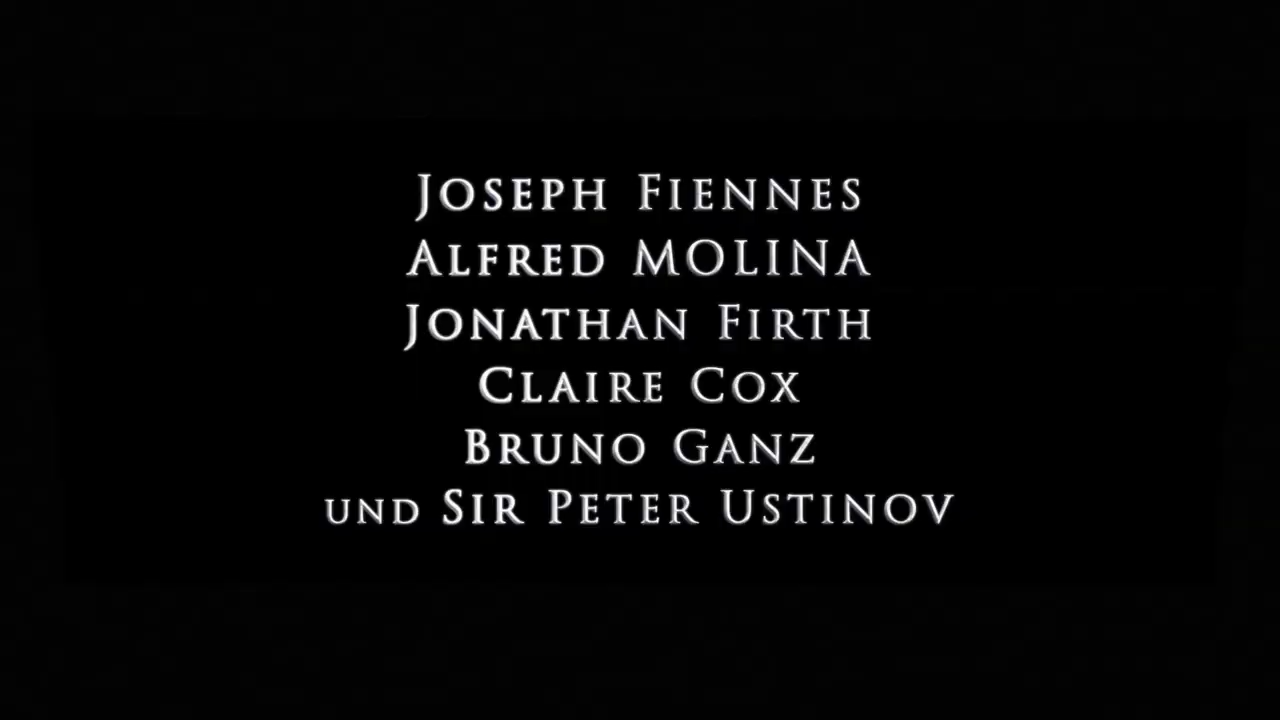 Joseph Fiennes
Alfred MOLINA
Jonathan Firth
Claire Cox
Bruno Ganz
und Sir Peter Ustinov